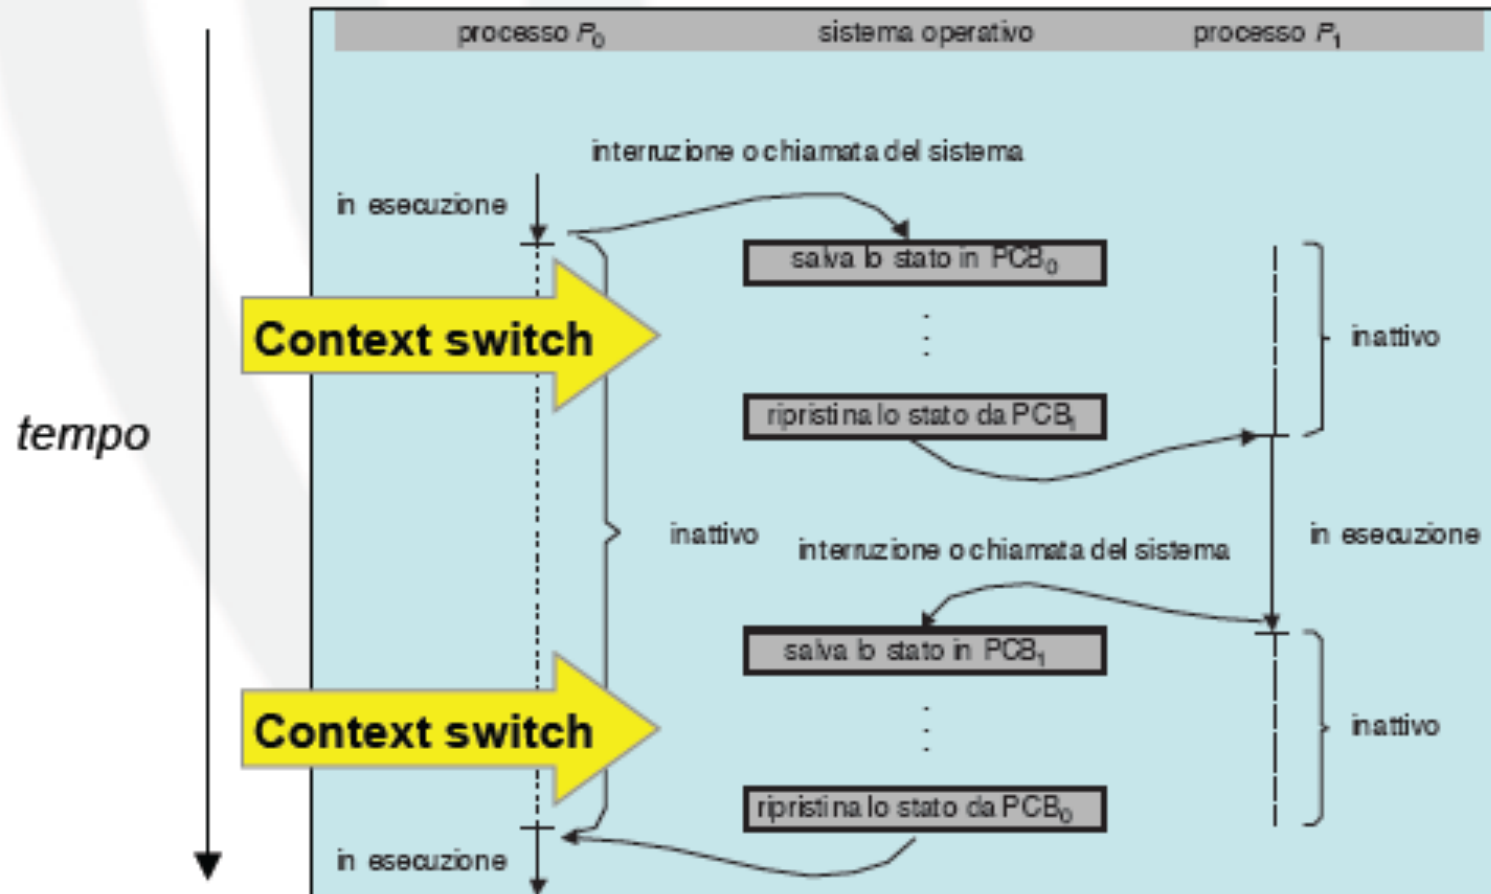 processo P₀ sistema operativo processo P₁
interruzione o chiamata del sistema
in esecuzione
salva lo stato in PCB₀
Context switch
inattivo
ripristina lo stato da PCB₁
tempo
inattivo
interruzione o chiamata del sistema
in esecuzione
salva lo stato in PCB₁
Context switch
inattivo
ripristina lo stato da PCB₀
in esecuzione